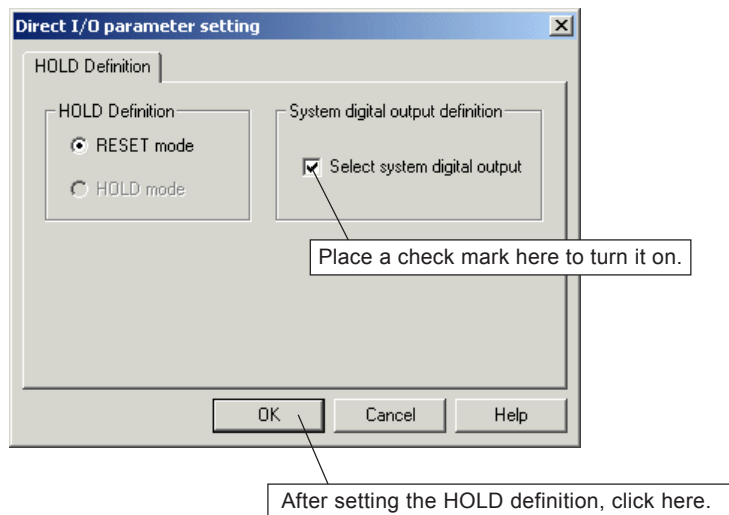 Direct I/O parameter setting
HOLD Definition
HOLD Definition
RESET mode
HOLD mode
System digital output definition
Select system digital output
Place a check mark here to turn it on.
OK
Cancel
Help
After setting the HOLD definition, click here.